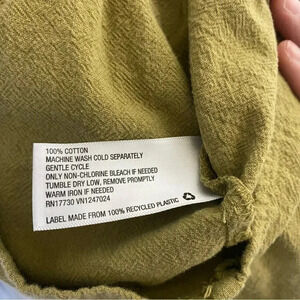 100% COTTON
MACHINE WASH COLD SEPARATELY
GENTLE CYCLE
ONLY NON-CHLORINE BLEACH IF NEEDED
TUMBLE DRY LOW, REMOVE PROMPTLY
WARM IRON IF NEEDED
RN17730 VN1247024
LABEL MADE FROM 100% RECYCLED PLASTIC